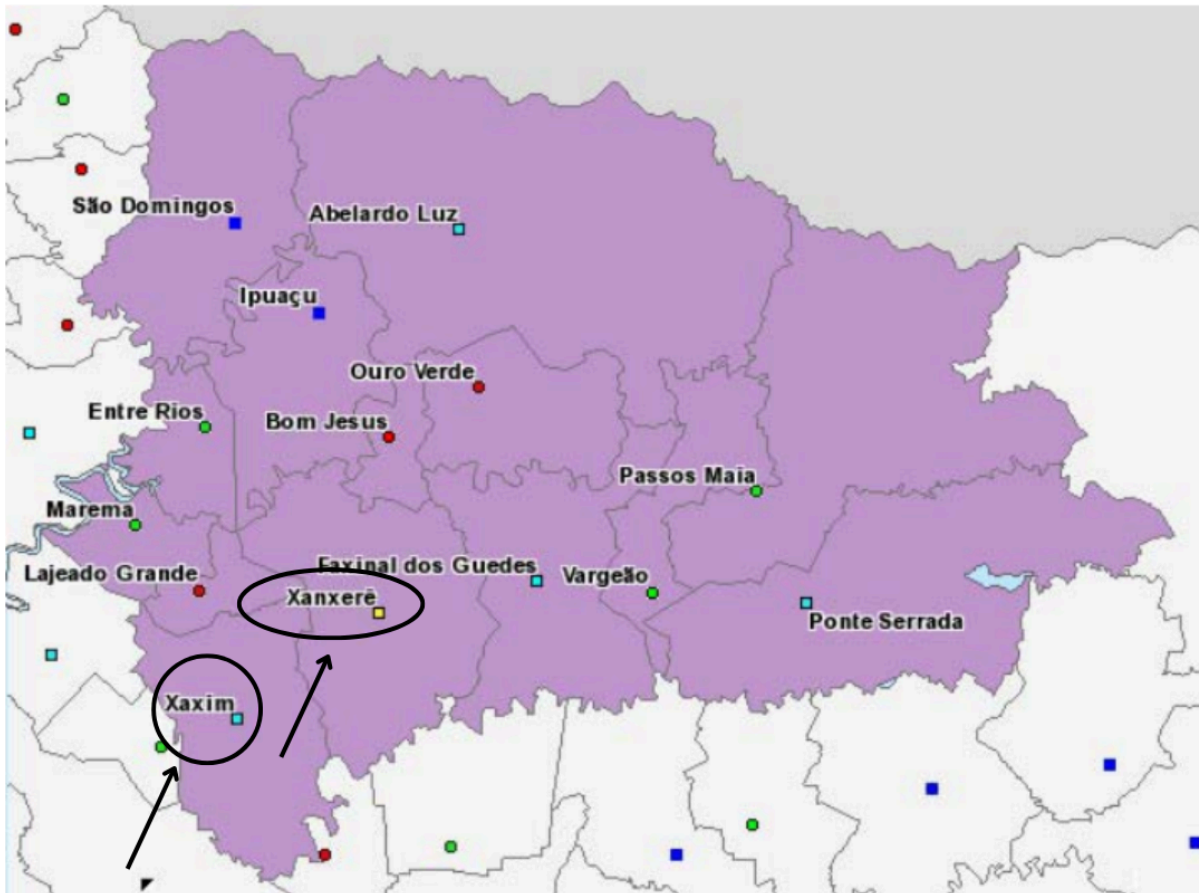 São Domingos
Abelardo Luz
Ipuaçu
Ouro Verde
Entre Rios
Bom Jesus
Passos Maia
Marema
Faxinal dos Guedes
Lajeado Grande
Vargeão
Xanxerê
Ponte Serrada
Xaxim